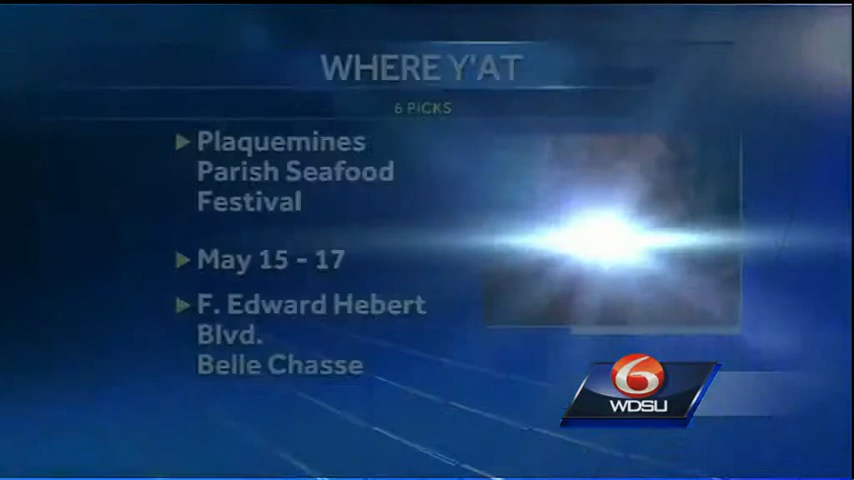 WHERE Y'AT
6 PICKS
Plaquemines
Parish Seafood
Festival
May 15 - 17
F. Edward Hebert
Blvd.
Belle Chasse
6
WDSU